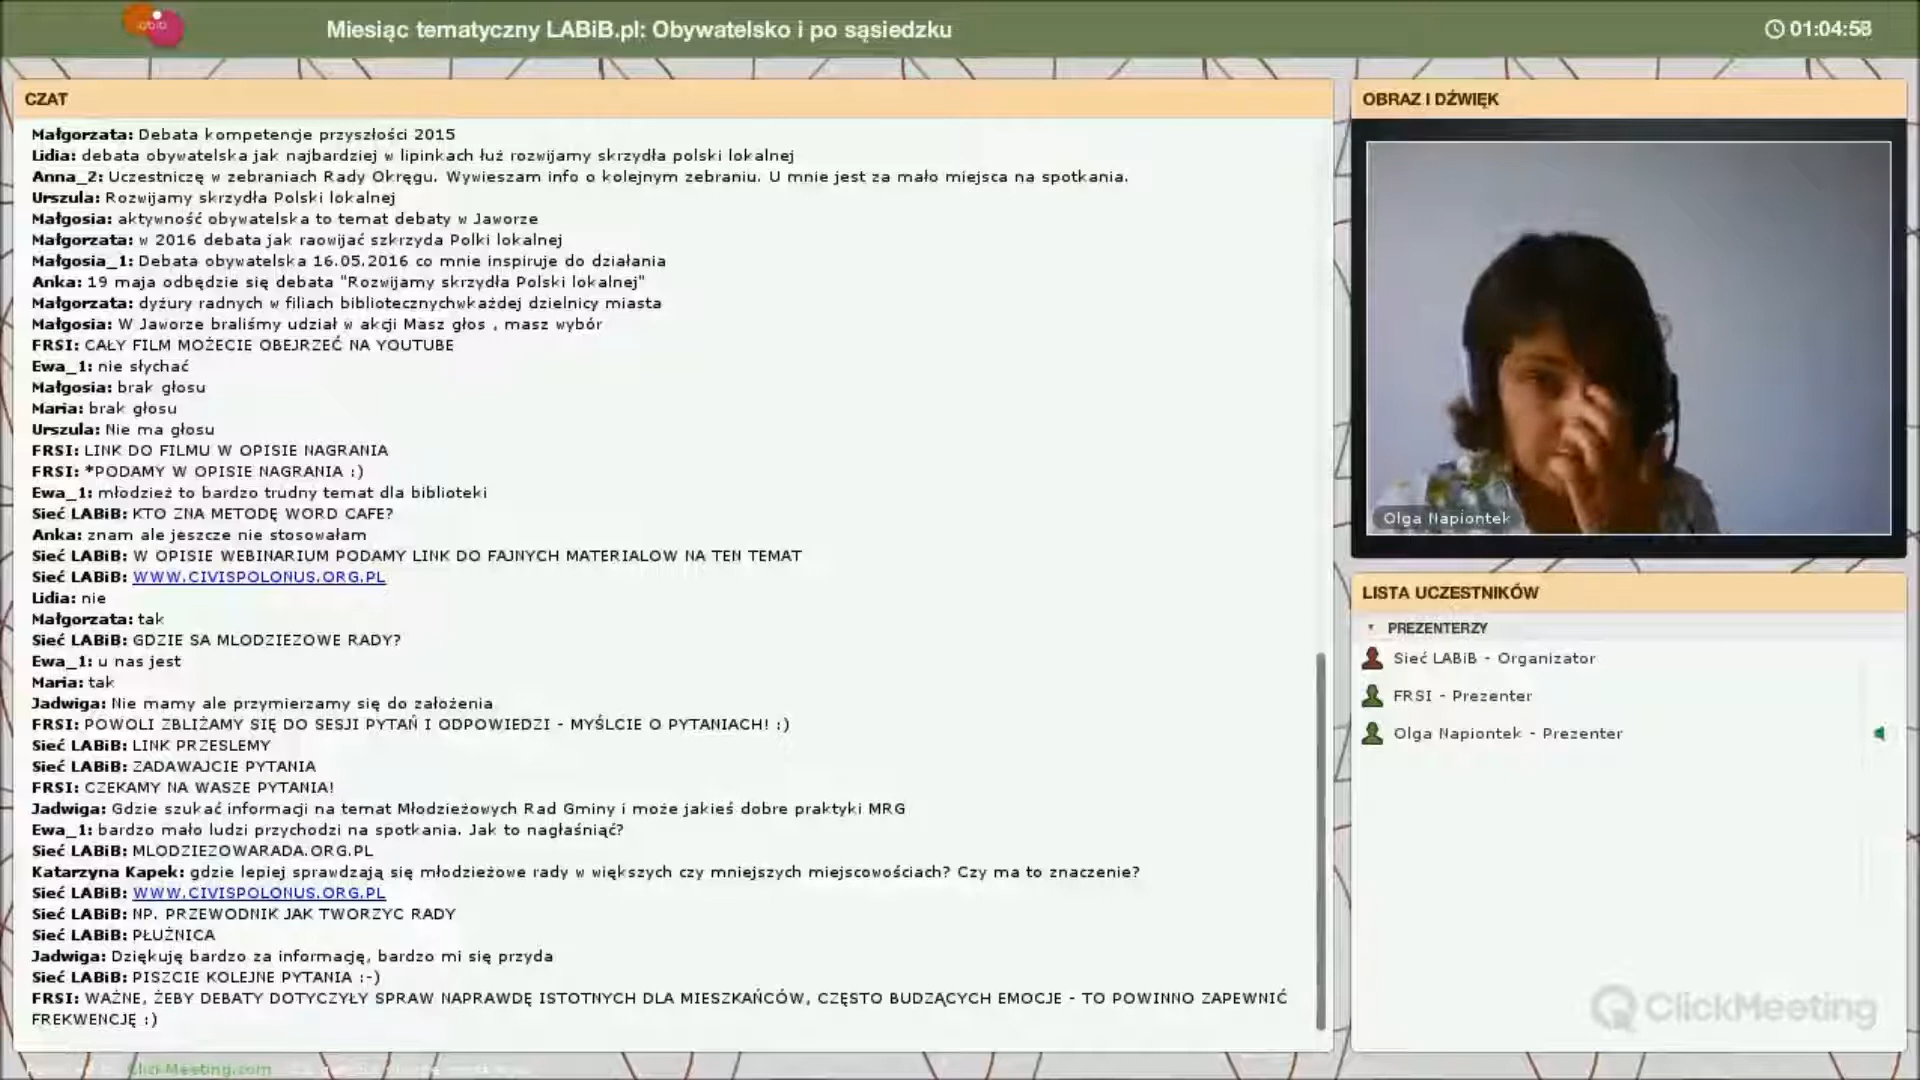 labib
Miesiąc tematyczny LABiB.pl: Obywatelsko i po sąsiedzku
01:04:58
CZAT
Małgorzata: Debata kompetencje przyszłości 2015
Lidia: debata obywatelska jak najbardziej w lipinkach łuż rozwijamy skrzydła polski lokalnej
Anna_2: Uczestniczę w zebraniach Rady Okręgu. Wywieszam info o kolejnym zebraniu. U mnie jest za mało miejsca na spotkania.
Urszula: Rozwijamy skrzydła Polski lokalnej
Małgosia: aktywność obywatelska to temat debaty w Jaworze
Małgorzata: w 2016 debata jak raowijać szkrzyda Polki lokalnej
Małgosia_1: Debata obywatelska 16.05.2016 co mnie inspiruje do działania
Anka: 19 maja odbędzie się debata "Rozwijamy skrzydła Polski lokalnej"
Małgorzata: dyżury radnych w filiach bibliotecznychwkażdej dzielnicy miasta
Małgosia: W Jaworze braliśmy udział w akcji Masz głos , masz wybór
FRSI: CAŁY FILM MOŻECIE OBEJRZEĆ NA YOUTUBE
Ewa_1: nie słychać
Małgosia: brak głosu
Maria: brak głosu
Urszula: Nie ma głosu
FRSI: LINK DO FILMU W OPISIE NAGRANIA
FRSI: *PODAMY W OPISIE NAGRANIA :)
Ewa_1: młodzież to bardzo trudny temat dla biblioteki
Sieć LABiB: KTO ZNA METODĘ WORD CAFE?
Anka: znam ale jeszcze nie stosowałam
Sieć LABiB: W OPISIE WEBINARIUM PODAMY LINK DO FAJNYCH MATERIALOW NA TEN TEMAT
Sieć LABiB: WWW.CIVISPOLONUS.ORG.PL
Lidia: nie
Małgorzata: tak
Sieć LABiB: GDZIE SA MLODZIEZOWE RADY?
Ewa_1: u nas jest
Maria: tak
Jadwiga: Nie mamy ale przymierzamy się do założenia
FRSI: POWOLI ZBLIŻAMY SIĘ DO SESJI PYTAŃ I ODPOWIEDZI - MYŚLCIE O PYTANIACH! :)
Sieć LABiB: LINK PRZESLEMY
Sieć LABiB: ZADAWAJCIE PYTANIA
FRSI: CZEKAMY NA WASZE PYTANIA!
Jadwiga: Gdzie szukać informacji na temat Młodzieżowych Rad Gminy i może jakieś dobre praktyki MRG
Ewa_1: bardzo mało ludzi przychodzi na spotkania. Jak to nagłaśniąć?
Sieć LABiB: MLODZIEZOWARADA.ORG.PL
Katarzyna Kapek: gdzie lepiej sprawdzają się młodzieżowe rady w większych czy mniejszych miejscowościach? Czy ma to znaczenie?
Sieć LABiB: WWW.CIVISPOLONUS.ORG.PL
Sieć LABiB: NP. PRZEWODNIK JAK TWORZYC RADY
Sieć LABiB: PŁUŻNICA
Jadwiga: Dziękuję bardzo za informację, bardzo mi się przyda
Sieć LABiB: PISZCIE KOLEJNE PYTANIA :-)
FRSI: WAŻNE, ŻEBY DEBATY DOTYCZYŁY SPRAW NAPRAWDĘ ISTOTNYCH DLA MIESZKAŃCÓW, CZĘSTO BUDZĄCYCH EMOCJE - TO POWINNO ZAPEWNIĆ
FREKWENCJĘ :)
OBRAZ I DŹWIĘK
Olga Napiontek
LISTA UCZESTNIKÓW
PREZENTERZY
Sieć LABiB - Organizator
FRSI - Prezenter
Olga Napiontek - Prezenter
ClickMeeting
ClickMeeting.com